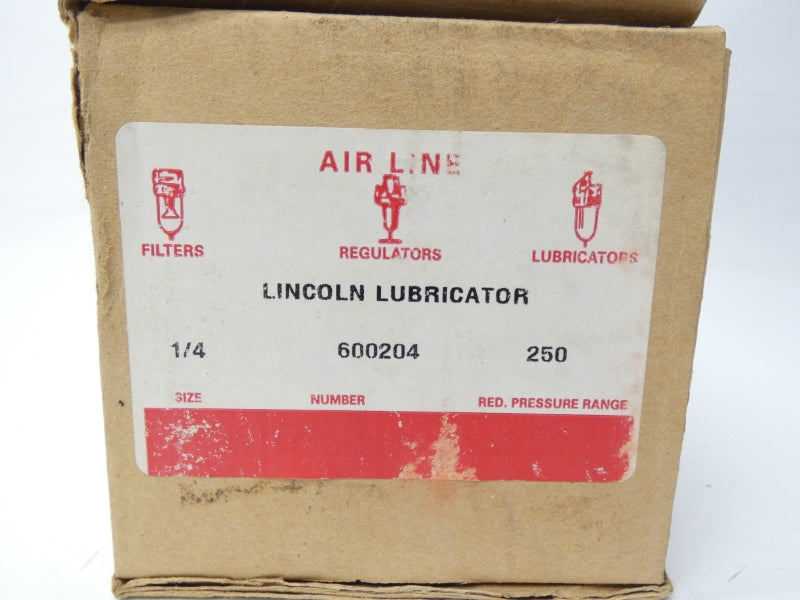 AIR LINE
FILTERS REGULATORS LUBRICATORS
LINCOLN LUBRICATOR
1/4 600204 250
SIZE NUMBER RED. PRESSURE RANGE